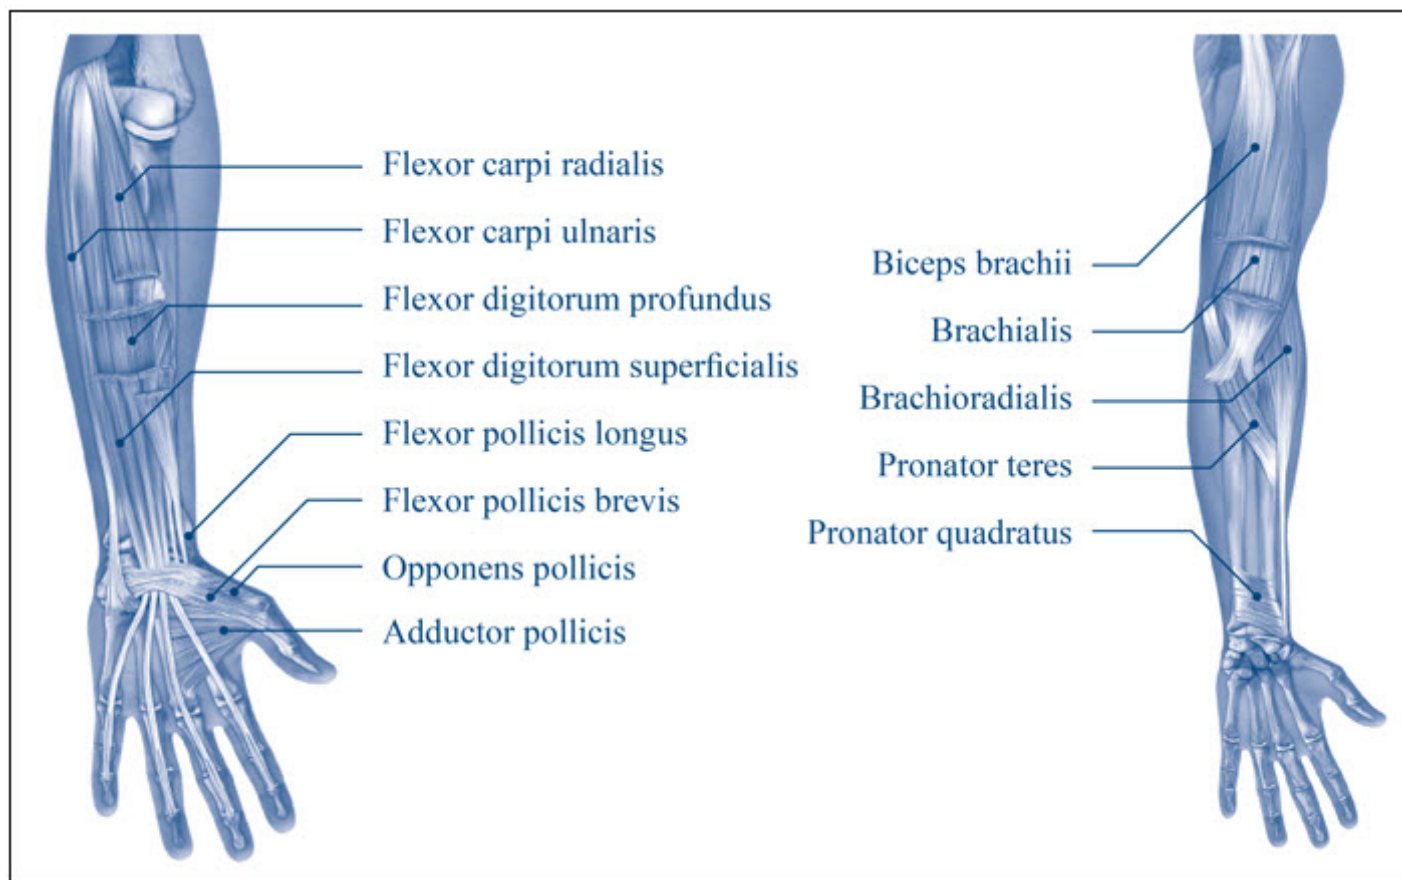 Flexor carpi radialis
Flexor carpi ulnaris
Flexor digitorum profundus
Flexor digitorum superficialis
Flexor pollicis longus
Flexor pollicis brevis
Opponens pollicis
Adductor pollicis
Biceps brachii
Brachialis
Brachioradialis
Pronator teres
Pronator quadratus